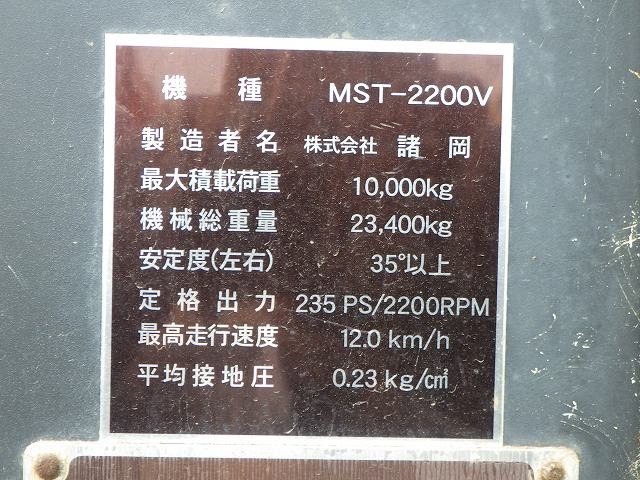 機種 MST-2200V
製造者名 株式会社 諸岡
最大積載荷重 10,000kg
機械総重量 23,400kg
安定度(左右) 35°以上
定格出力 235 PS/2200RPM
最高走行速度 12.0 km/h
平均接地圧 0.23 kg/c㎡